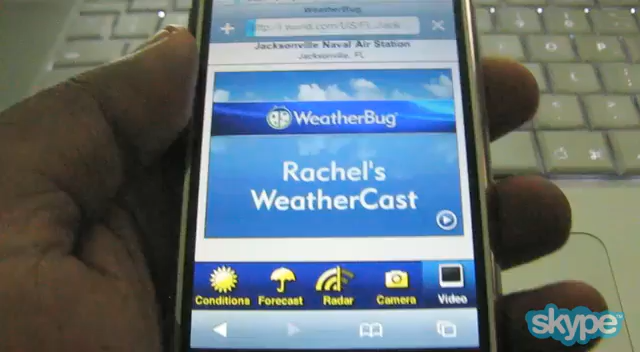 WeatherBug
Jacksonville Naval Air Station
Jacksonville, FL
WeatherBug
Rachel's
WeatherCast
Conditions Forecast Radar Camera Video
skype